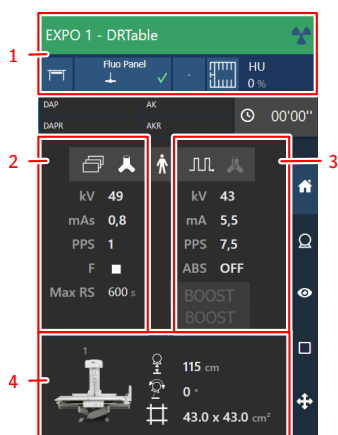 EXPO 1 - DRTable
1
Fluo Panel
-
HU
0 %
DAP
AK
DAPR
AKR
00'00''
2
3
kV 49
kV 43
mAs 0,8
mA 5,5
PPS 1
PPS 7,5
F
ABS OFF
Max RS 600 s
BOOST
BOOST
4
1
115 cm
0 °
43.0 x 43.0 cm²